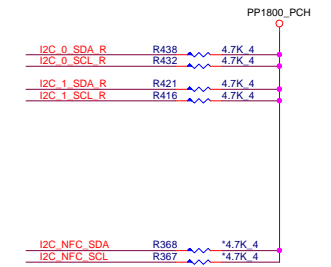 PP1800_PCH
I2C_0_SDA_R R438 4.7K_4
I2C_0_SCL_R R432 4.7K_4
I2C_1_SDA_R R421 4.7K_4
I2C_1_SCL_R R416 4.7K_4
I2C_NFC_SDA R368 *4.7K_4
I2C_NFC_SCL R367 *4.7K_4